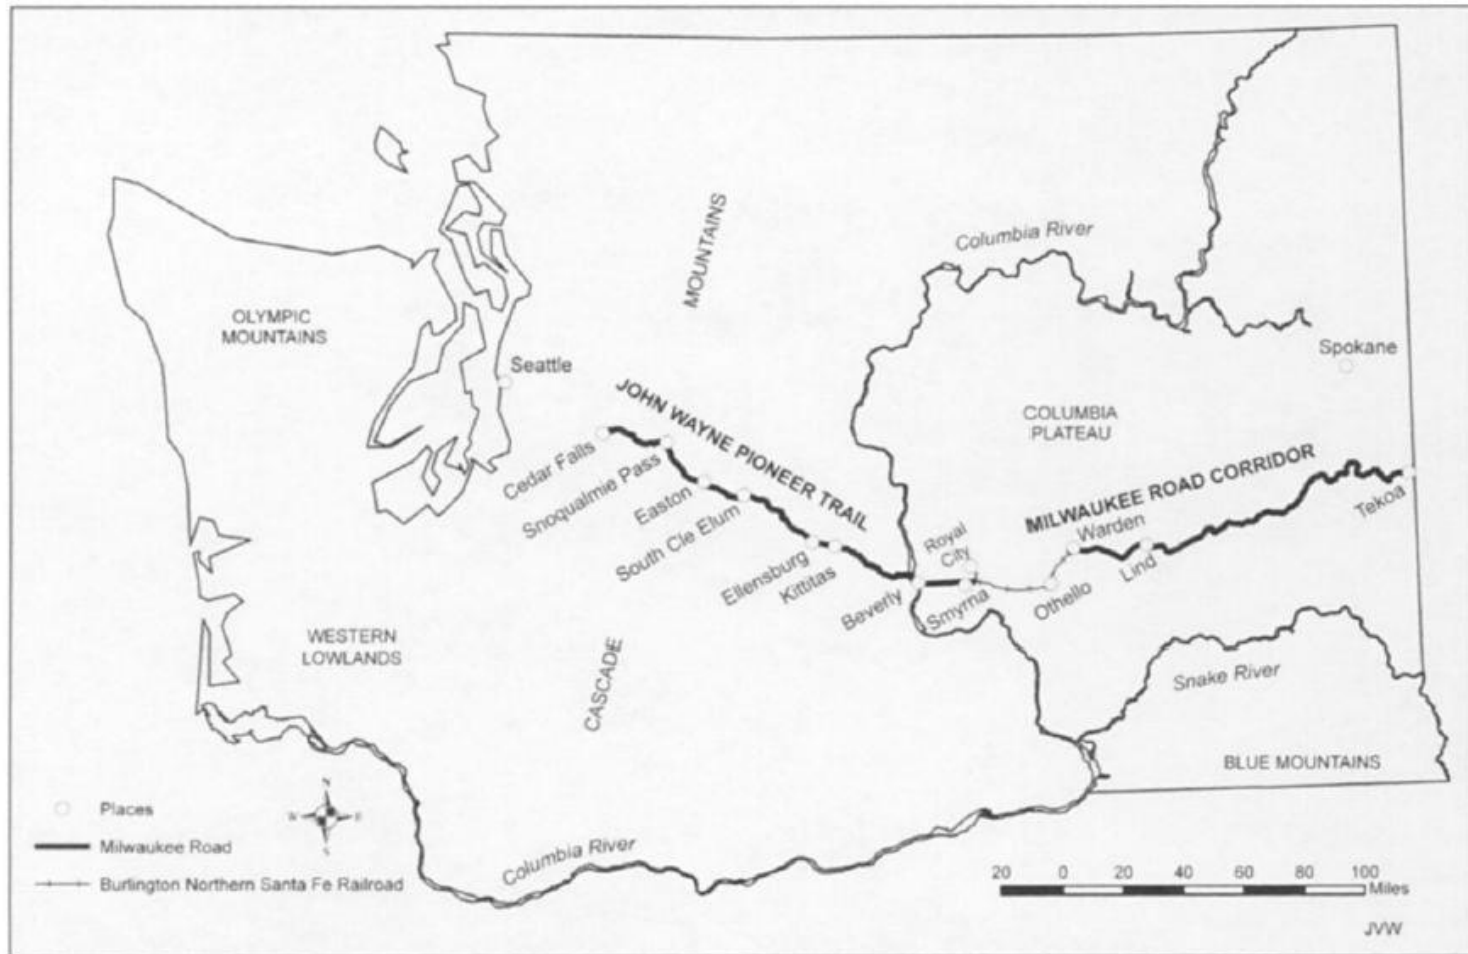 Columbia River
MOUNTAINS
OLYMPIC
MOUNTAINS
Seattle
Spokane
JOHN WAYNE PIONEER TRAIL
COLUMBIA
PLATEAU
MILWAUKEE ROAD CORRIDOR
Cedar Falls
Snoqualmie Pass
Easton
South Cle Elum
Ellensburg
Kittitas
Beverly
Royal
City
Smyrna
Othello
Warden
Lind
Tekoa
WESTERN
LOWLANDS
CASCADE
Snake River
BLUE MOUNTAINS
N
W
E
S
Places
Milwaukee Road
Burlington Northern Santa Fe Railroad
Columbia River
20 0 20 40 60 80 100 Miles
JVW